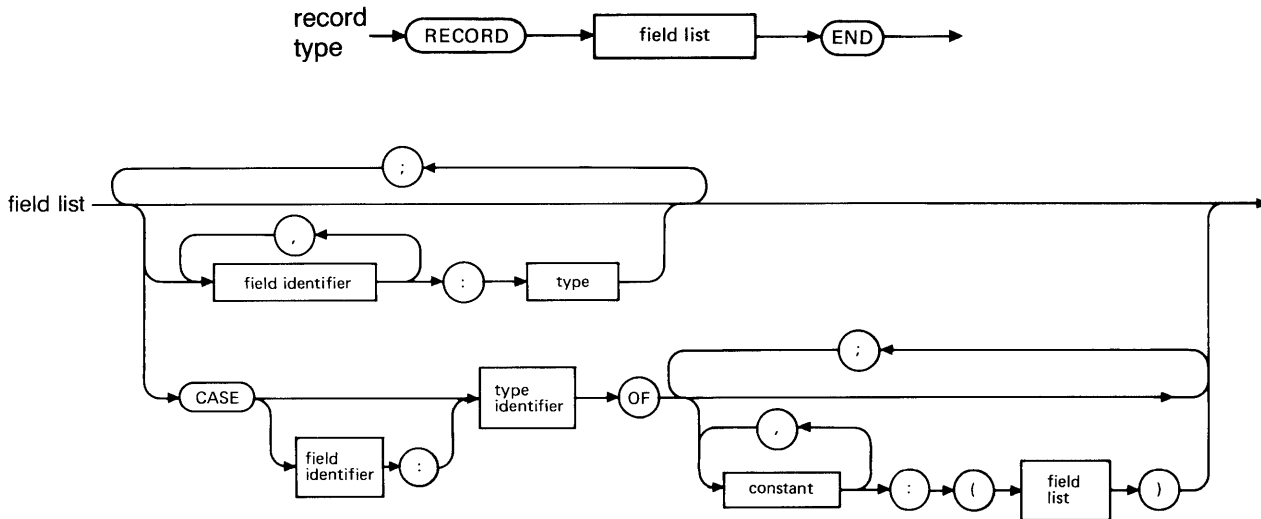 record
type
RECORD
field list
END
;
field list
,
field identifier
:
type
;
CASE
type
identifier
OF
,
field
identifier
:
constant
:
(
field
list
)